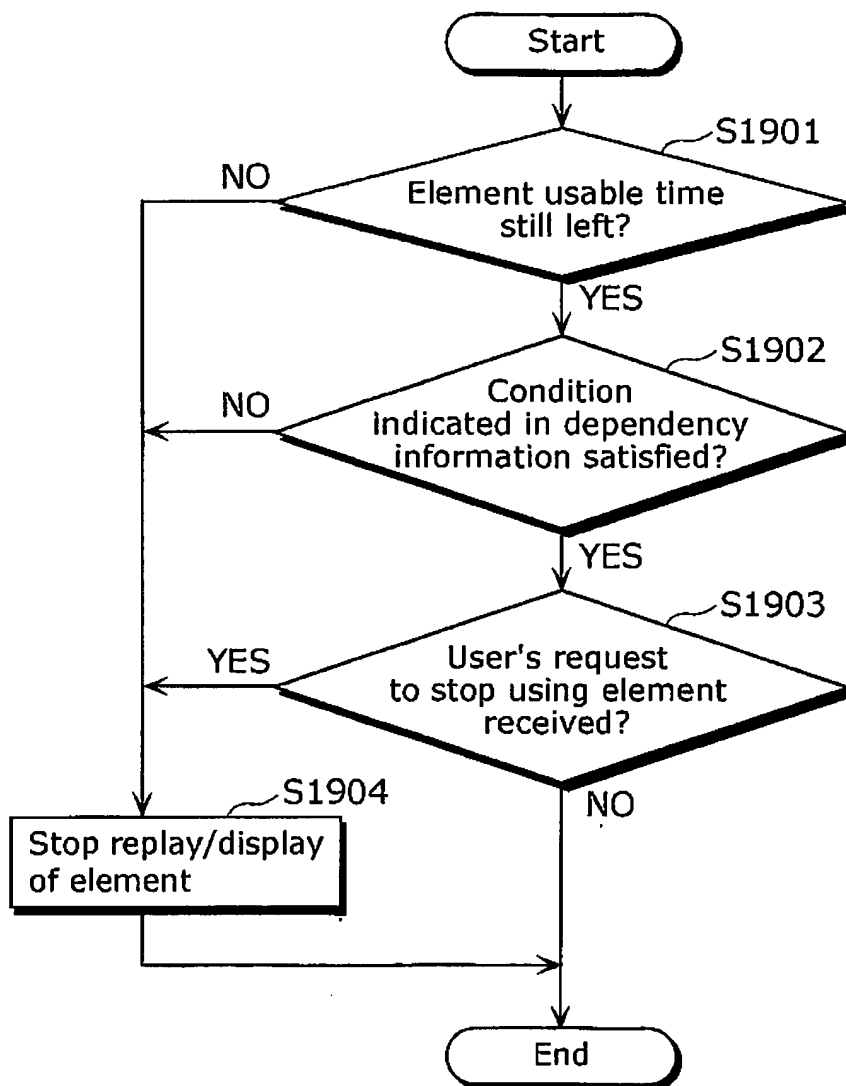 Start
S1901
NO
Element usable time
still left?
YES
S1902
NO
Condition
indicated in dependency
information satisfied?
YES
S1903
YES
User's request
to stop using element
received?
NO
S1904
Stop replay/display
of element
End